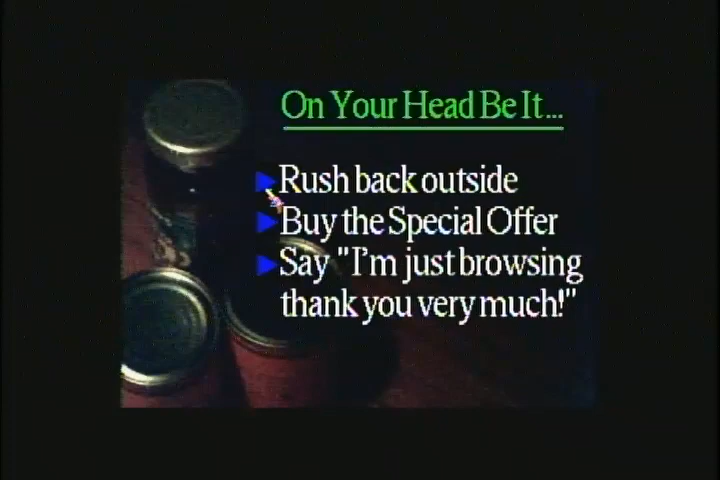 On Your Head Be It...
Rush back outside
Buy the Special Offer
Say "I'm just browsing
thank you very much!"